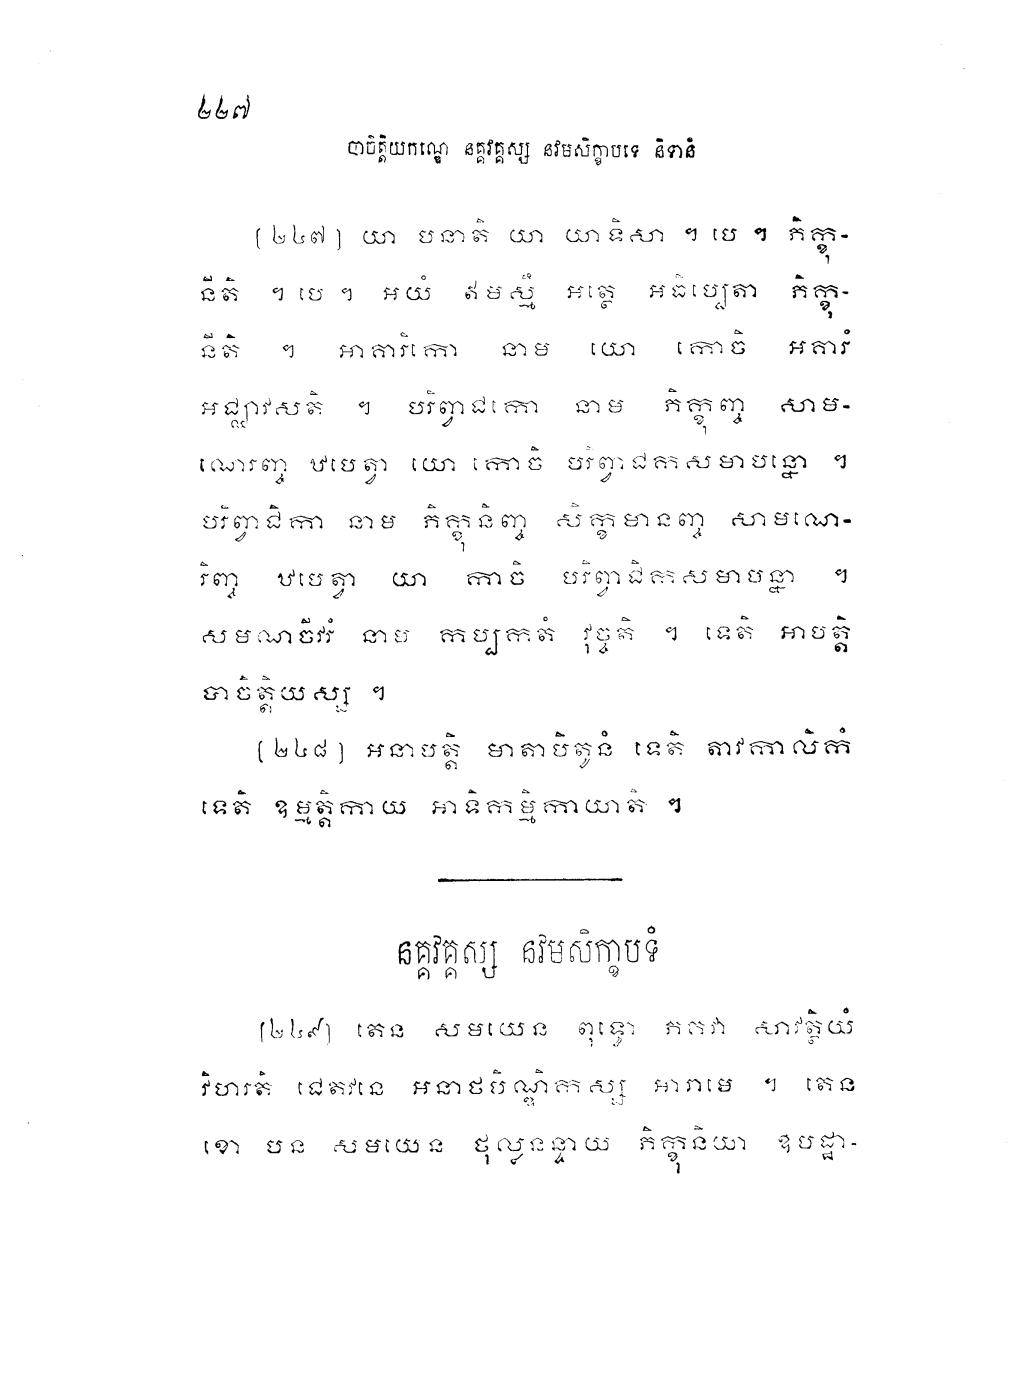 ២២៧
បាចិត្តិយកណ្ឌេ នគ្គវគ្គស្ស នវមសិក្ខាបទេ និទានំ
(២៤៧) យា បនាតិ យា យាទិសា ។ បេ ។ ភិក្ខុ-
នីតិ ។ បេ ។ អយំ ឥមស្មឹ អត្ថេ អធិប្បេតា ភិក្ខុ-
នីតិ ។ អាគារិកោ នាម យោ កោចិ អគារំ
អជ្ឈាវសតិ ។ បរិព្វាជកោ នាម ភិក្ខុញ្ច សាម-
ណេរញ្ច ឋបេត្វា យោ កោចិ បរិព្វាជកសមាបន្នោ ។
បរិព្វាជិកា នាម ភិក្ខុនិញ្ច សិក្ខមានញ្ច សាមណេ-
រិញ្ច ឋបេត្វា យា កាចិ បរិព្វាជិកសមាបន្នា ។
សមណចីវរំ នាម កប្បកតំ វុច្ចតិ ។ ទេតិ អាបត្តិ
បាចិត្តិយស្ស ។
(២៤៨) អនាបត្តិ មាតាបិតូនំ ទេតិ តាវកាលិកំ
ទេតិ ឧម្មត្តិកាយ អាទិកម្មិកាយាតិ ។
នគ្គវគ្គស្ស នវមសិក្ខាបទំ
(២៤៩) តេន សមយេន ពុទ្ធោ ភគវា សាវត្ថិយំ
វិហរតិ ជេតវនេ អនាថបិណ្ឌិកស្ស អារាមេ ។ តេន
ខោ បន សមយេន ថុល្លនន្ទាយ ភិក្ខុនិយា ឧបដ្ឋា-